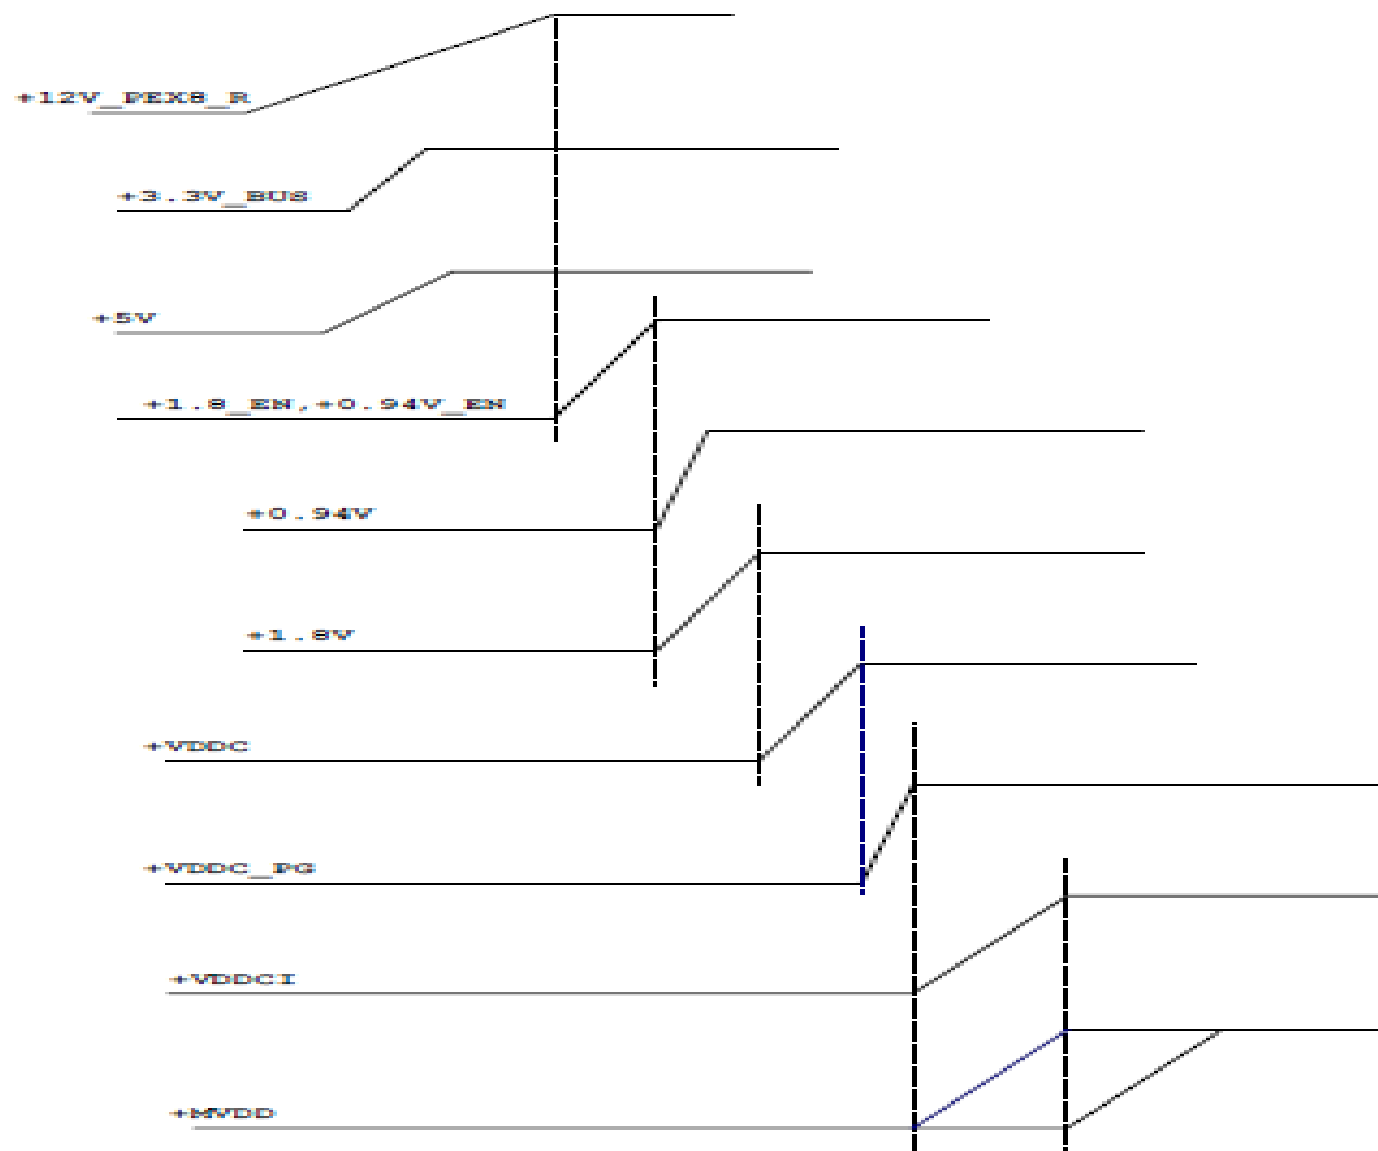 +12V_PEX8_R
+3.3V_BUS
+5V
+1.8_EN,+0.94V_EN
+0.94V
+1.8V
+VDDC
+VDDC_PG
+VDDCI
+MVDD